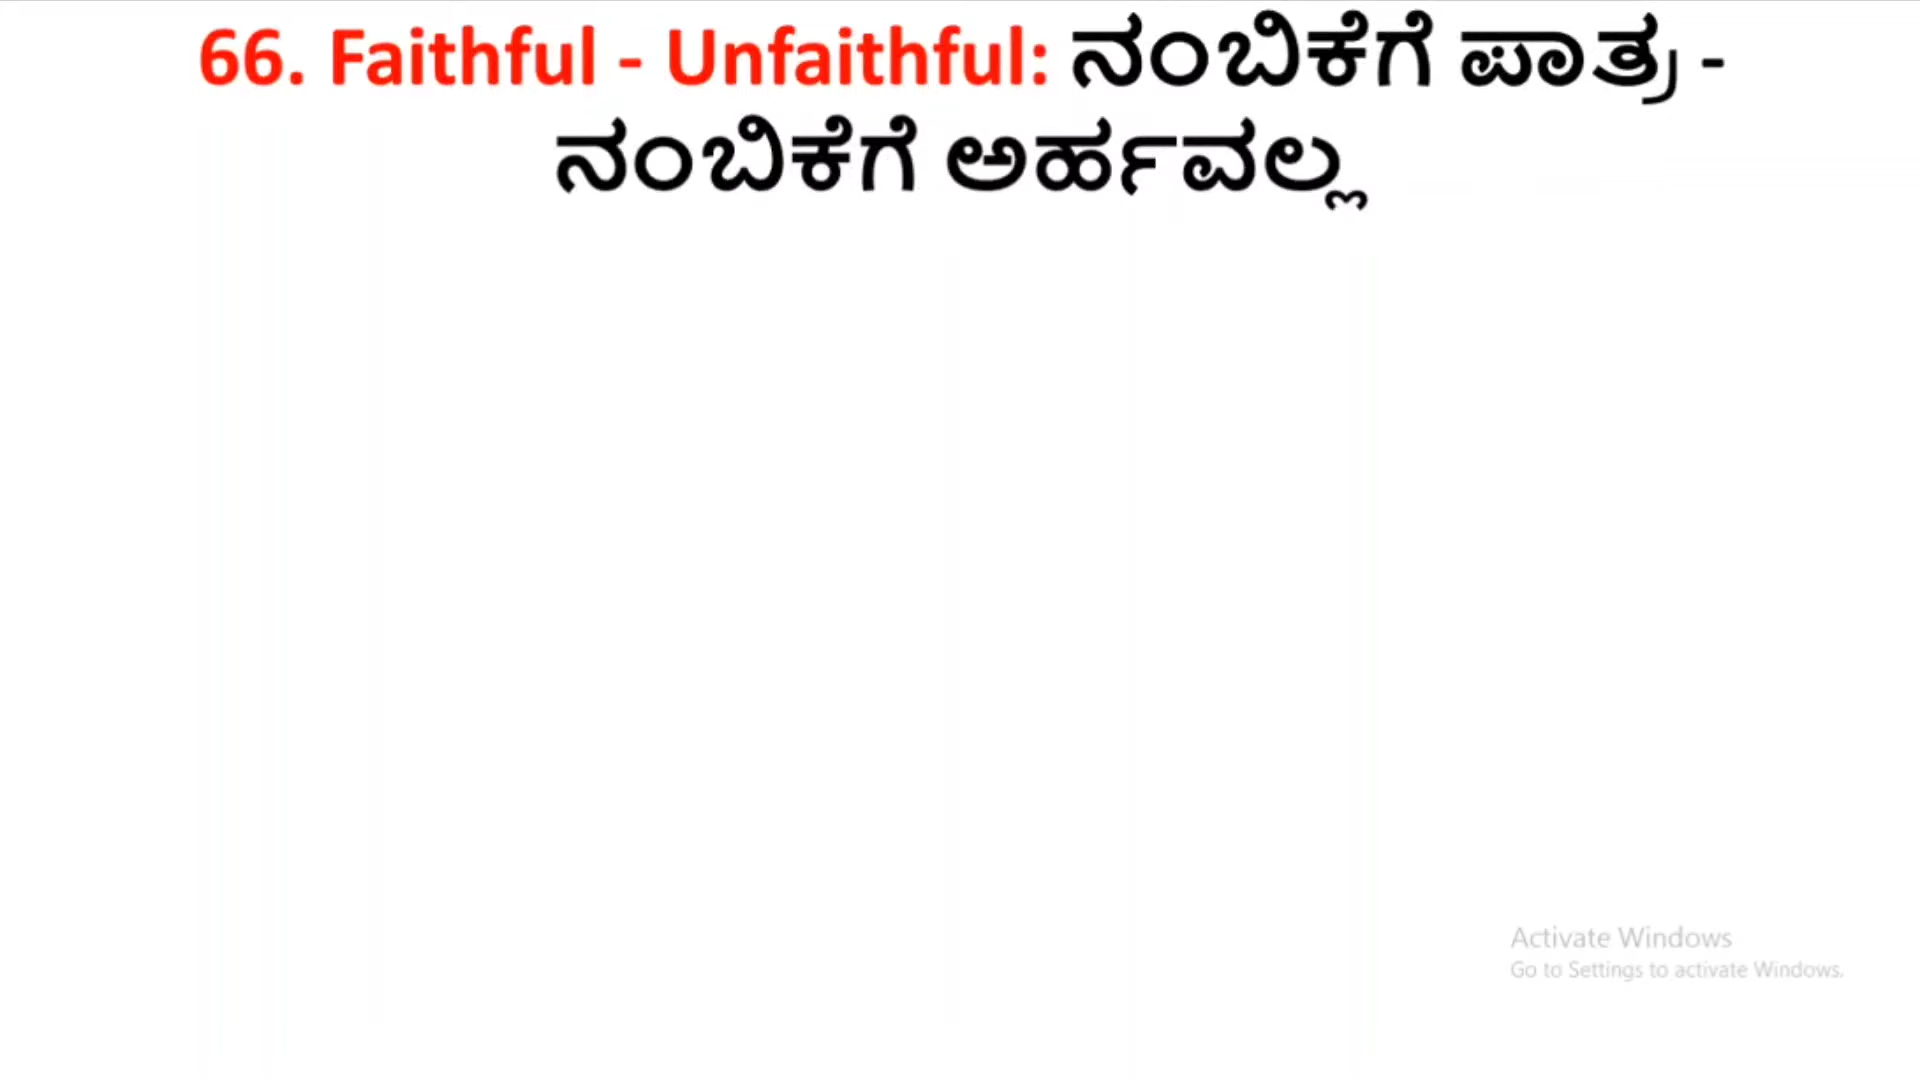 66. Faithful - Unfaithful: ನಂಬಿಕೆಗೆ ಪಾತ್ರ -
ನಂಬಿಕೆಗೆ ಅರ್ಹವಲ್ಲ
Activate Windows
Go to Settings to activate Windows.